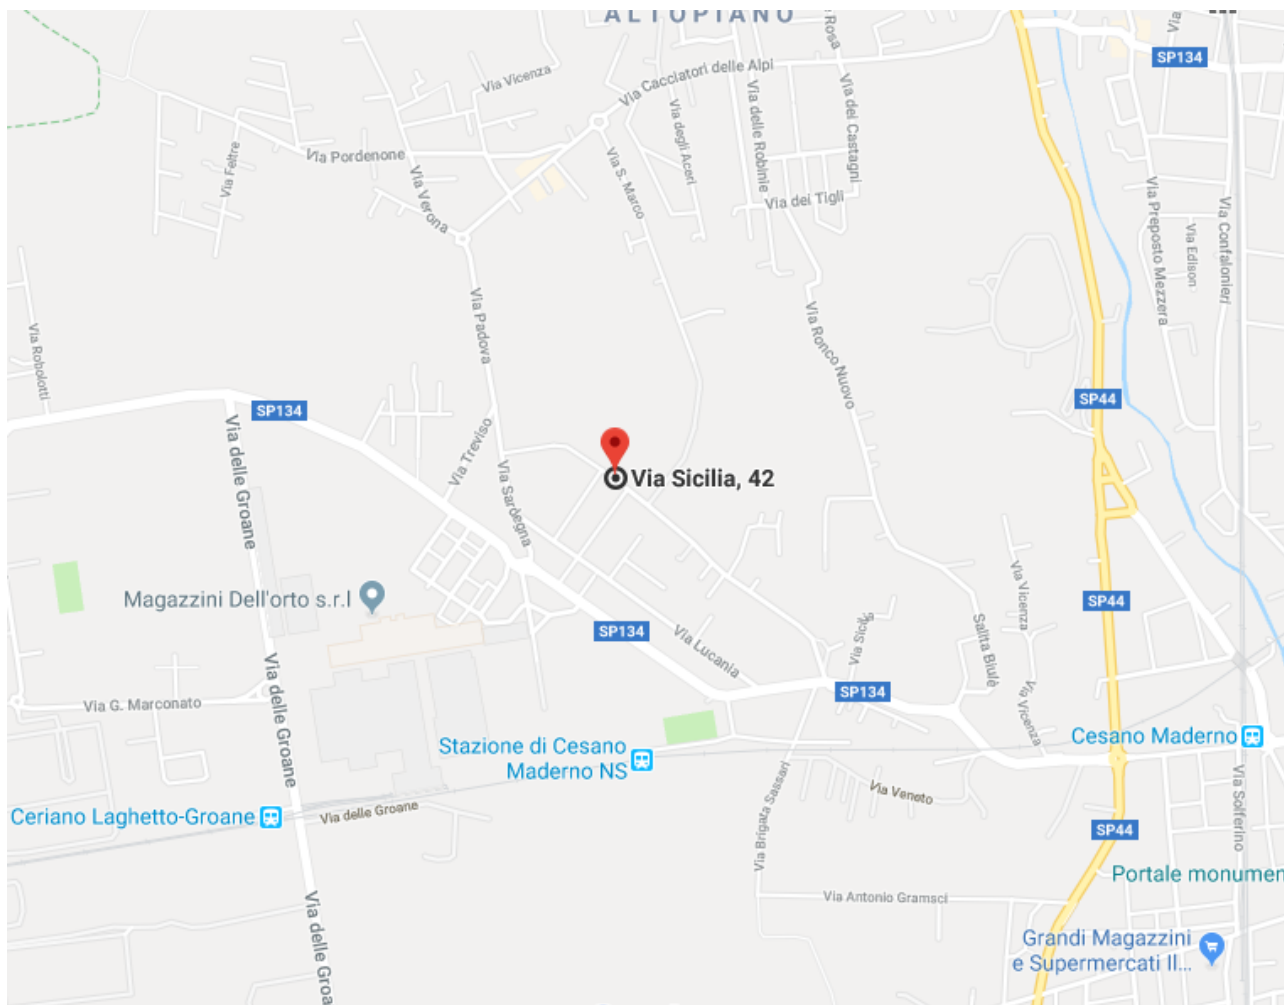 ALTOPIANO
Via
SP134
Via Rosa
Via Cacciatori delle Alpi
Via Vicenza
Via dei Castagni
Via delle Robinie
Via degli Aceri
Via Pordenone
Via Feltre
Via S. Marco
Via Verona
Via dei Tigli
Via Preposto Mezzera
Via Edison
Via Confalonieri
Via Padova
Via Robolotti
Via Ronco Nuovo
SP44
SP134
Via Treviso
Via delle Groane
Via Sardegna
Via Sicilia, 42
Magazzini Dell'orto s.r.l
SP44
Via Vicenza
Via Sicilia
Salita Biulè
SP134
Via Lucania
SP134
Via delle Groane
Via G. Marconato
Via Vicenza
Cesano Maderno
Stazione di Cesano
Maderno NS
Via Brigata Sassari
Via Veneto
Via Solferino
Ceriano Laghetto-Groane
Via delle Groane
SP44
Portale monumen
Via Antonio Gramsci
Via delle Groa
Grandi Magazzini
e Supermercati Il...